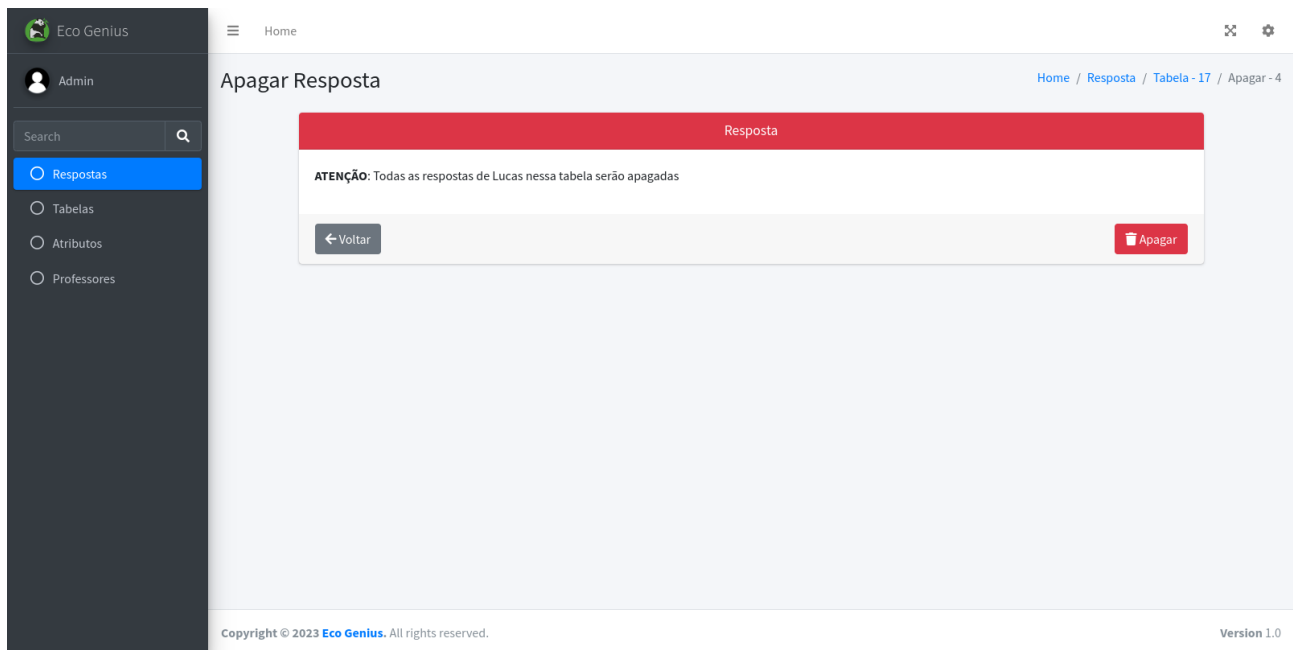 Eco Genius
Home
Admin
Apagar Resposta
Home / Resposta / Tabela - 17 / Apagar - 4
Search
Respostas
Tabelas
Atributos
Professores
Resposta
ATENÇÃO: Todas as respostas de Lucas nessa tabela serão apagadas
Voltar
Apagar
Copyright © 2023 Eco Genius. All rights reserved.
Version 1.0